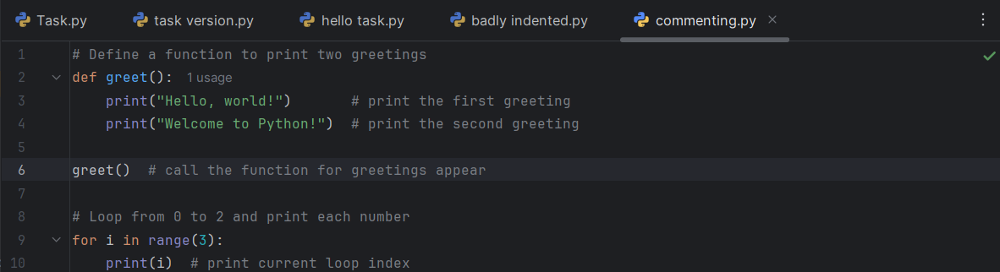 Task.py task version.py hello task.py badly indented.py commenting.py
1 # Define a function to print two greetings
2 def greet(): 1 usage
3     print("Hello, world!")       # print the first greeting
4     print("Welcome to Python!")  # print the second greeting
5
6 greet()  # call the function for greetings appear
7
8 # Loop from 0 to 2 and print each number
9 for i in range(3):
10     print(i)  # print current loop index